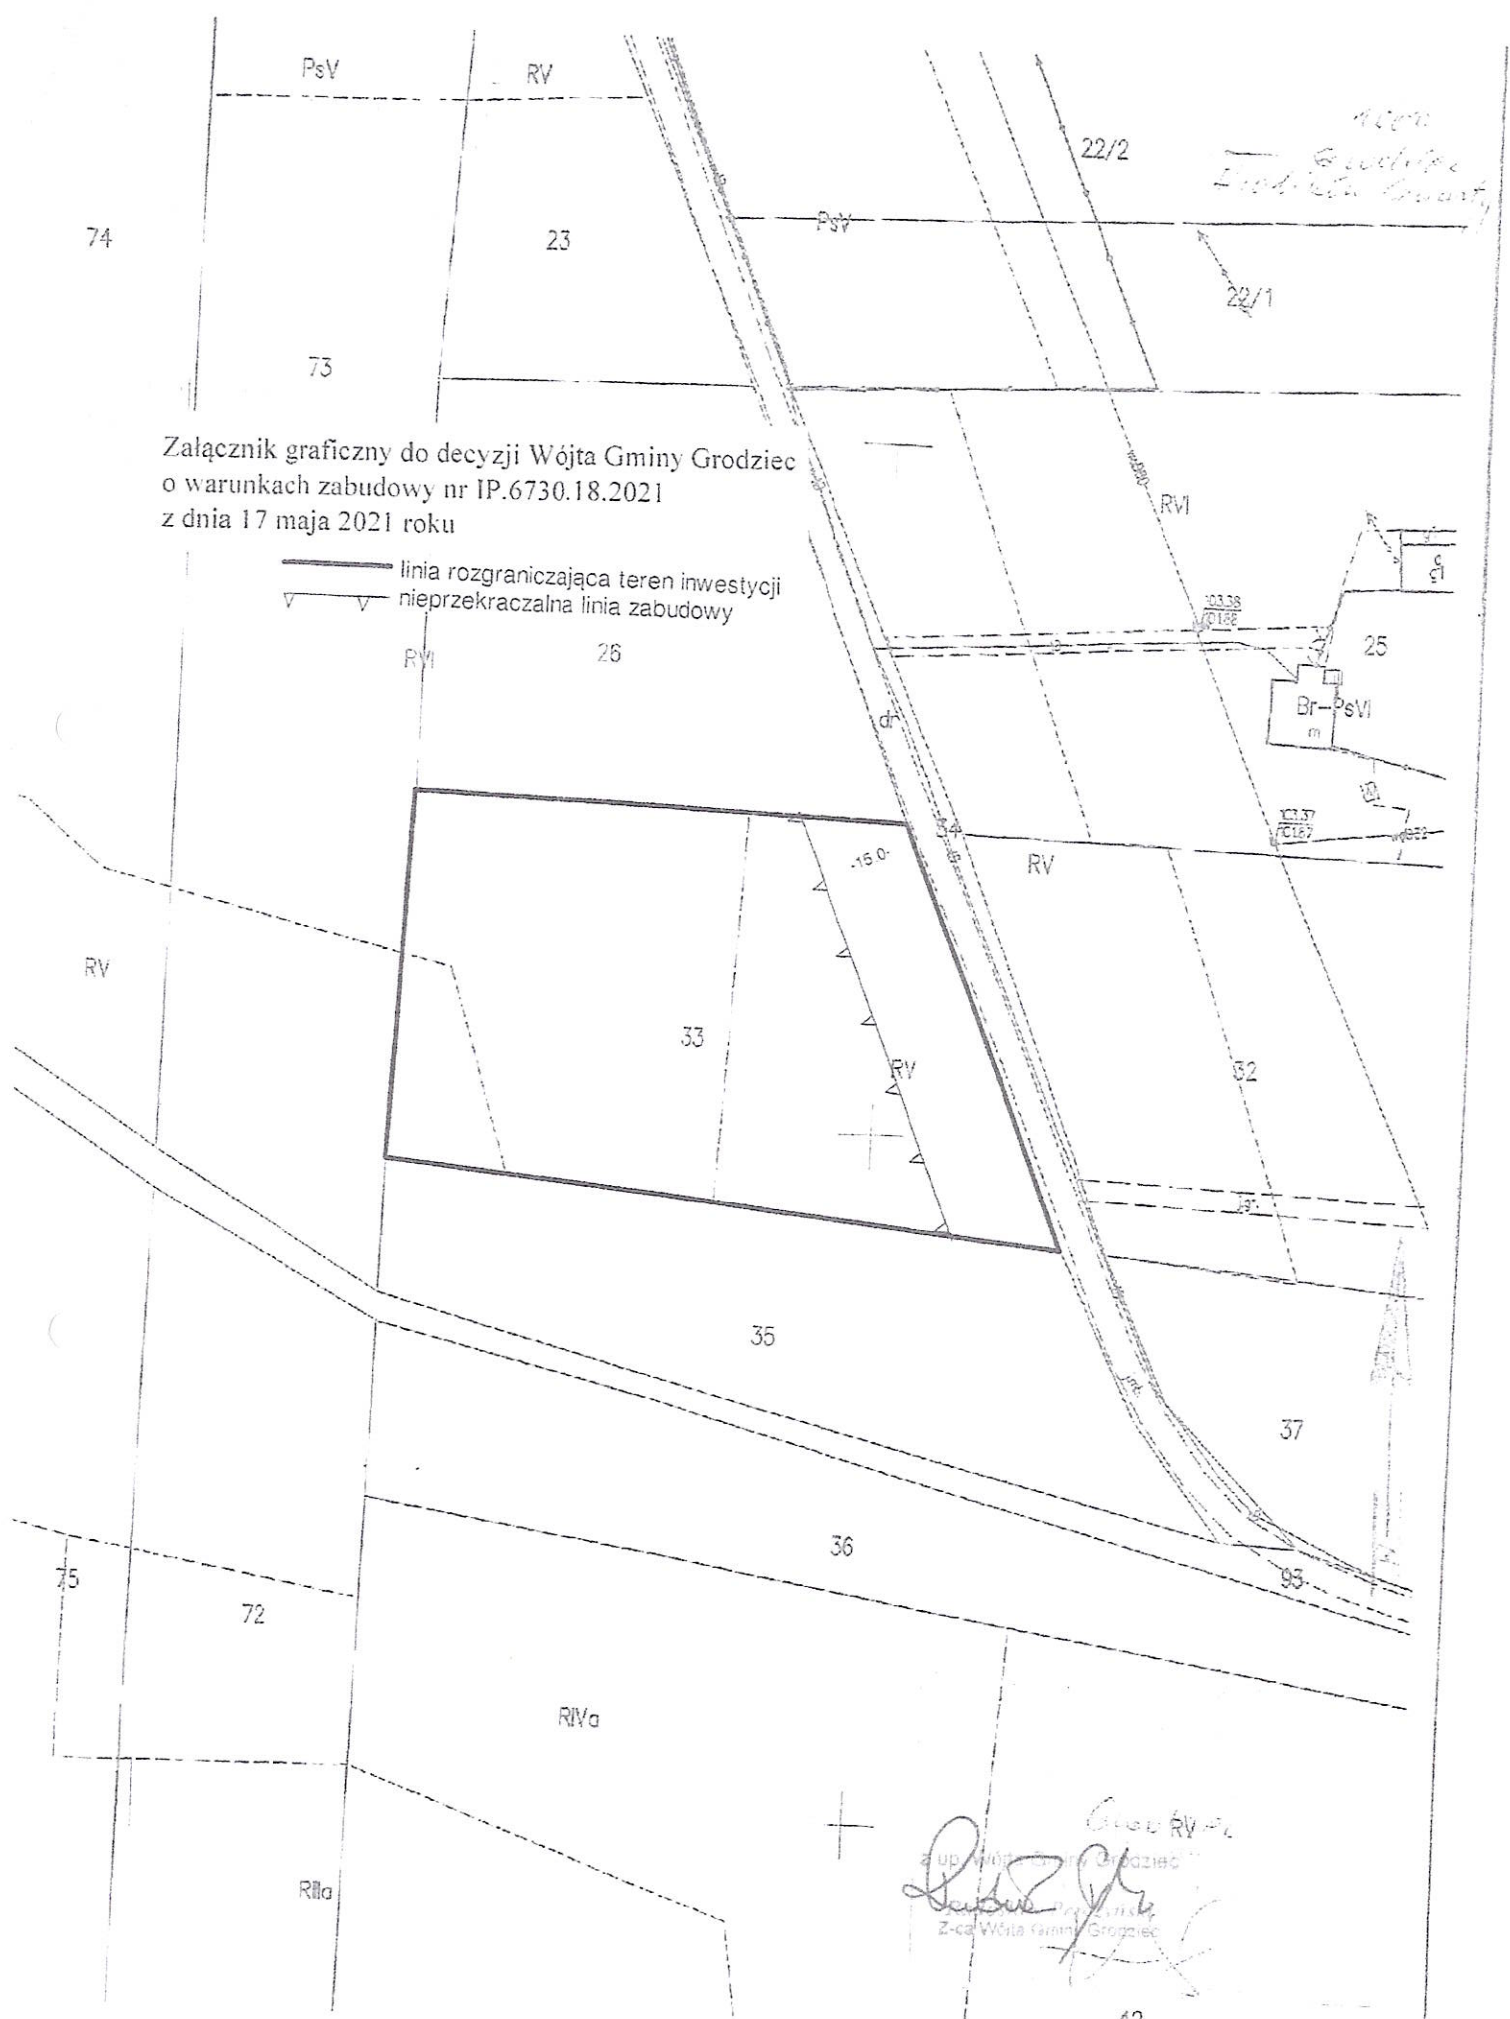 PsV
RV
22/2
74
23
PsV
22/1
73
Załącznik graficzny do decyzji Wójta Gminy Grodziec
o warunkach zabudowy nr IP.6730.18.2021
z dnia 17 maja 2021 roku
RVI
linia rozgraniczająca teren inwestycji
nieprzekraczalna linia zabudowy
RVI
26
25
dr
Br-PsVI
m
34
-15.0-
RV
RV
33
RV
32
35
37
36
93
75
72
RIVa
RV
z up. Wójta Gminy Grodziec
RIIIa
Z-ca Wójta Gminy Grodziec